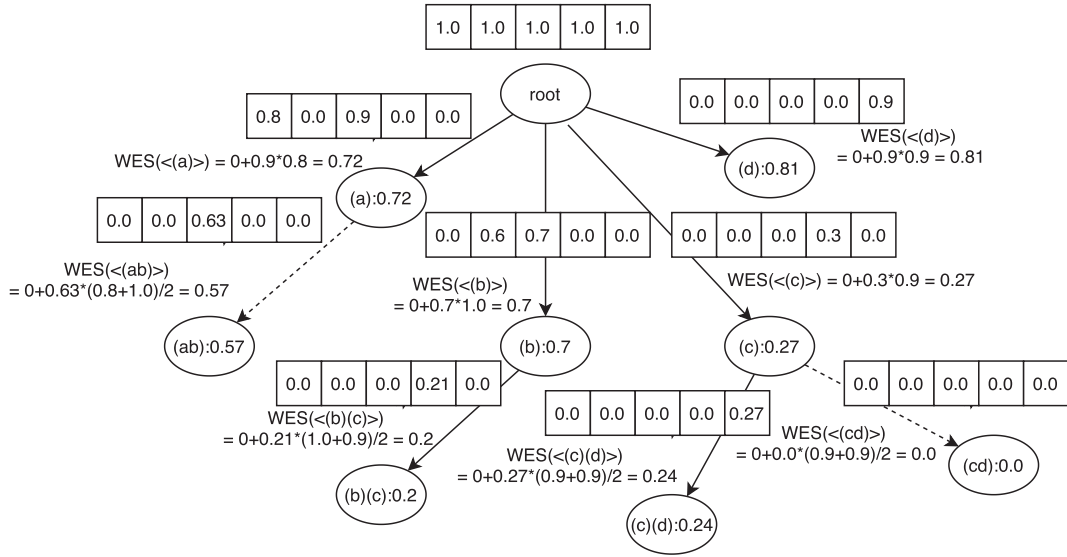 1.0 1.0 1.0 1.0 1.0
root
0.8 0.0 0.9 0.0 0.0
0.0 0.0 0.0 0.0 0.9
WES(<(a)>) = 0+0.9*0.8 = 0.72
WES(<(d)>)
= 0+0.9*0.9 = 0.81
(a):0.72
(d):0.81
0.0 0.0 0.63 0.0 0.0
0.0 0.6 0.7 0.0 0.0
0.0 0.0 0.0 0.3 0.0
WES(<(ab)>)
= 0+0.63*(0.8+1.0)/2 = 0.57
WES(<(b)>)
= 0+0.7*1.0 = 0.7
WES(<(c)>) = 0+0.3*0.9 = 0.27
(ab):0.57
(b):0.7
(c):0.27
0.0 0.0 0.0 0.21 0.0
0.0 0.0 0.0 0.0 0.27
0.0 0.0 0.0 0.0 0.0
WES(<(b)(c)>
= 0+0.21*(1.0+0.9)/2 = 0.2
WES(<(c)(d)>
= 0+0.27*(0.9+0.9)/2 = 0.24
WES(<(cd)>)
= 0+0.0*(0.9+0.9)/2 = 0.0
(b)(c):0.2
(c)(d):0.24
(cd):0.0